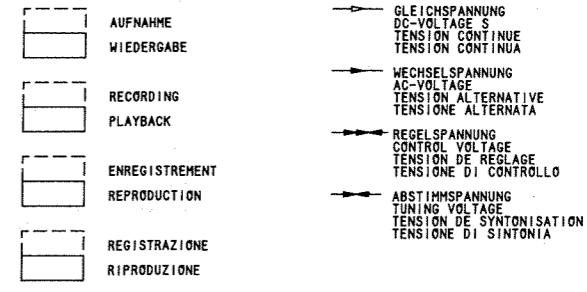 AUFNAHME
WIEDERGABE
RECORDING
PLAYBACK
ENREGISTREMENT
REPRODUCTION
REGISTRAZIONE
RIPRODUZIONE
GLEICHSPANNUNG
DC-VOLTAGE S
TENSION CONTINUE
TENSION CONTINUA
WECHSELSPANNUNG
AC-VOLTAGE
TENSION ALTERNATIVE
TENSIONE ALTERNATA
REGELSPANNUNG
CONTROL VOLTAGE
TENSION DE REGLAGE
TENSIONE DI CONTROLLO
ABSTIMMSPANNUNG
TUNING VOLTAGE
TENSION DE SYNTONISATION
TENSIONE DI SINTONIA